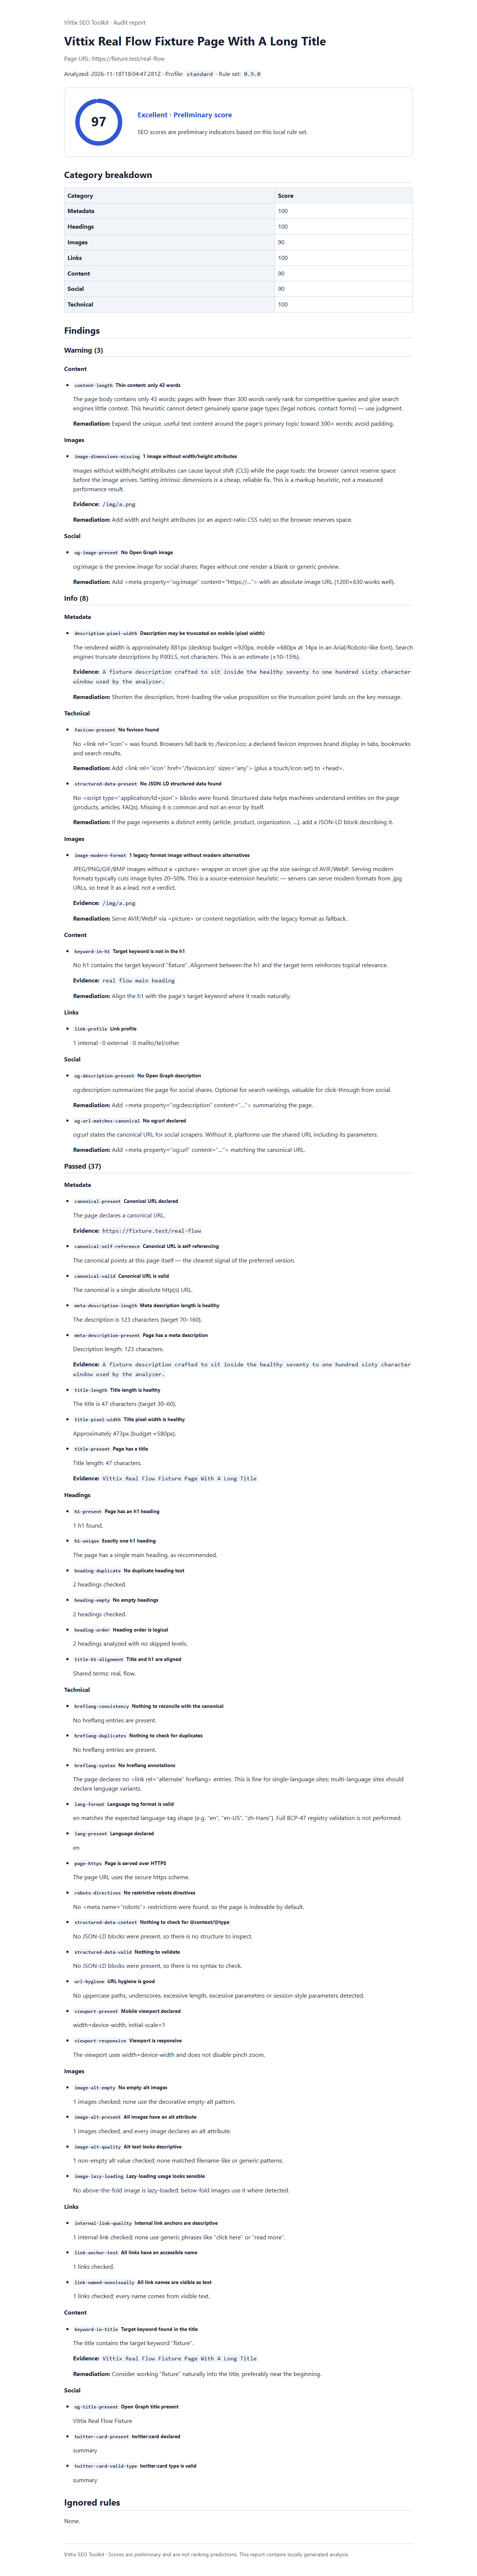 Vittix SEO Toolkit · Audit report
Vittix Real Flow Fixture Page With A Long Title
Page URL: https://fixture.test/real-flow
Analyzed: 2026-11-18T18:04:47.281Z · Profile: standard · Rule set: 0.9.0
97
Excellent · Preliminary score
SEO scores are preliminary indicators based on this local rule set.
Category breakdown
Category Score
Metadata 100
Headings 100
Images 90
Links 100
Content 90
Social 90
Technical 100
Findings
Warning (3)
Content
content-length Thin content: only 43 words
The page body contains only 43 words; pages with fewer than 300 words rarely rank for competitive queries and give search
engines little context. This heuristic cannot detect genuinely sparse page types (legal notices, contact forms) — use judgment.
Remediation: Expand the unique, useful text content around the page's primary topic toward 300+ words; avoid padding.
Images
image-dimensions-missing 1 image without width/height attributes
Images without width/height attributes can cause layout shift (CLS) while the page loads: the browser cannot reserve space
before the image arrives. Setting intrinsic dimensions is a cheap, reliable fix. This is a markup heuristic, not a measured
performance result.
Evidence: /img/a.png
Remediation: Add width and height attributes (or an aspect-ratio CSS rule) so the browser reserves space.
Social
og-image-present No Open Graph image
og:image is the preview image for social shares. Pages without one render a blank or generic preview.
Remediation: Add <meta property="og:image" content="https://..."> with an absolute image URL (1200×630 works well).
Info (8)
Metadata
description-pixel-width Description may be truncated on mobile (pixel width)
The rendered width is approximately 881px (desktop budget ≈920px, mobile ≈680px at 14px in an Arial/Roboto-like font). Search
engines truncate descriptions by PIXELS, not characters. This is an estimate (±10–15%).
Evidence: A fixture description crafted to sit inside the healthy seventy to one hundred sixty character
window used by the analyzer.
Remediation: Shorten the description, front-loading the value proposition so the truncation point lands on the key message.
Technical
favicon-present No favicon found
No <link rel="icon"> was found. Browsers fall back to /favicon.ico; a declared favicon improves brand display in tabs, bookmarks
and search results.
Remediation: Add <link rel="icon" href="/favicon.ico" sizes="any"> (plus a touch/icon set) to <head>.
structured-data-present No JSON-LD structured data found
No <script type="application/ld+json"> blocks were found. Structured data helps machines understand entities on the page
(products, articles, FAQs). Missing it is common and not an error by itself.
Remediation: If the page represents a distinct entity (article, product, organization, ...), add a JSON-LD block describing it.
Images
image-modern-format 1 legacy-format image without modern alternatives
JPEG/PNG/GIF/BMP images without a <picture> wrapper or srcset give up the size savings of AVIF/WebP. Serving modern
formats typically cuts image bytes 20–50%. This is a source-extension heuristic — servers can serve modern formats from .jpg
URLs, so treat it as a lead, not a verdict.
Evidence: /img/a.png
Remediation: Serve AVIF/WebP via <picture> or content negotiation, with the legacy format as fallback.
Content
keyword-in-h1 Target keyword is not in the h1
No h1 contains the target keyword "fixture". Alignment between the h1 and the target term reinforces topical relevance.
Evidence: real flow main heading
Remediation: Align the h1 with the page's target keyword where it reads naturally.
Links
link-profile Link profile
1 internal · 0 external · 0 mailto/tel/other
Social
og-description-present No Open Graph description
og:description summarizes the page for social shares. Optional for search rankings, valuable for click-through from social.
Remediation: Add <meta property="og:description" content="..."> summarizing the page.
og-url-matches-canonical No og:url declared
og:url states the canonical URL for social scrapers. Without it, platforms use the shared URL including its parameters.
Remediation: Add <meta property="og:url" content="..."> matching the canonical URL.
Passed (37)
Metadata
canonical-present Canonical URL declared
The page declares a canonical URL.
Evidence: https://fixture.test/real-flow
canonical-self-reference Canonical URL is self-referencing
The canonical points at this page itself — the clearest signal of the preferred version.
canonical-valid Canonical URL is valid
The canonical is a single absolute http(s) URL.
meta-description-length Meta description length is healthy
The description is 123 characters (target 70–160).
meta-description-present Page has a meta description
Description length: 123 characters.
Evidence: A fixture description crafted to sit inside the healthy seventy to one hundred sixty character
window used by the analyzer.
title-length Title length is healthy
The title is 47 characters (target 30–60).
title-pixel-width Title pixel width is healthy
Approximately 473px (budget ≈580px).
title-present Page has a title
Title length: 47 characters.
Evidence: Vittix Real Flow Fixture Page With A Long Title
Headings
h1-present Page has an h1 heading
1 h1 found.
h1-unique Exactly one h1 heading
The page has a single main heading, as recommended.
heading-duplicate No duplicate heading text
2 headings checked.
heading-empty No empty headings
2 headings checked.
heading-order Heading order is logical
2 headings analyzed with no skipped levels.
title-h1-alignment Title and h1 are aligned
Shared terms: real, flow.
Technical
hreflang-consistency Nothing to reconcile with the canonical
No hreflang entries are present.
hreflang-duplicates Nothing to check for duplicates
No hreflang entries are present.
hreflang-syntax No hreflang annotations
The page declares no <link rel="alternate" hreflang> entries. This is fine for single-language sites; multi-language sites should
declare language variants.
lang-format Language tag format is valid
en matches the expected language-tag shape (e.g. "en", "en-US", "zh-Hans"). Full BCP-47 registry validation is not performed.
lang-present Language declared
en
page-https Page is served over HTTPS
The page URL uses the secure https scheme.
robots-directives No restrictive robots directives
No <meta name="robots"> restrictions were found, so the page is indexable by default.
structured-data-context Nothing to check for @context/@type
No JSON-LD blocks were present, so there is no structure to inspect.
structured-data-valid Nothing to validate
No JSON-LD blocks were present, so there is no syntax to check.
url-hygiene URL hygiene is good
No uppercase paths, underscores, excessive length, excessive parameters or session-style parameters detected.
viewport-present Mobile viewport declared
width=device-width, initial-scale=1
viewport-responsive Viewport is responsive
The viewport uses width=device-width and does not disable pinch zoom.
Images
image-alt-empty No empty-alt images
1 images checked; none use the decorative empty-alt pattern.
image-alt-present All images have an alt attribute
1 images checked, and every image declares an alt attribute.
image-alt-quality Alt text looks descriptive
1 non-empty alt value checked; none matched filename-like or generic patterns.
image-lazy-loading Lazy-loading usage looks sensible
No above-the-fold image is lazy-loaded; below-fold images use it where detected.
Links
internal-link-quality Internal link anchors are descriptive
1 internal link checked; none use generic phrases like "click here" or "read more".
link-anchor-text All links have an accessible name
1 links checked.
link-named-noncisually All link names are visible as text
1 links checked; every name comes from visible text.
Content
keyword-in-title Target keyword found in the title
The title contains the target keyword "fixture".
Evidence: Vittix Real Flow Fixture Page With A Long Title
Remediation: Consider working "fixture" naturally into the title, preferably near the beginning.
Social
og-title-present Open Graph title present
Vittix Real Flow Fixture
twitter-card-present twitter:card declared
summary
twitter-card-valid-type twitter:card type is valid
summary
Ignored rules
None.
Vittix SEO Toolkit · Scores are preliminary and are not ranking predictions. This report contains locally generated analysis.